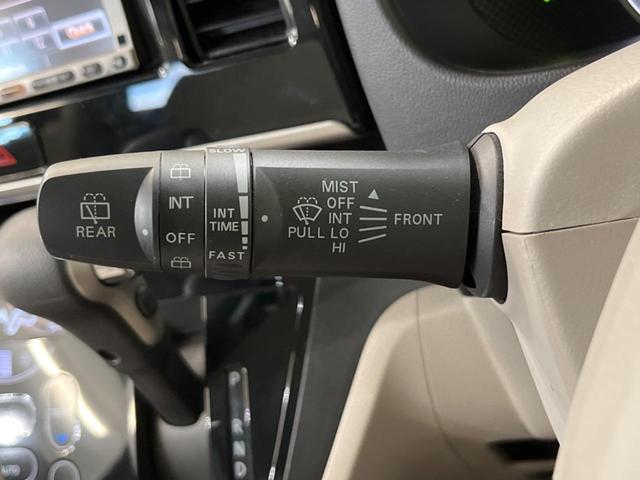 REAR
INT
OFF
SLOW
INT
TIME
FAST
MIST
OFF
INT
PULL LO
HI
FRONT
P
R
N
D